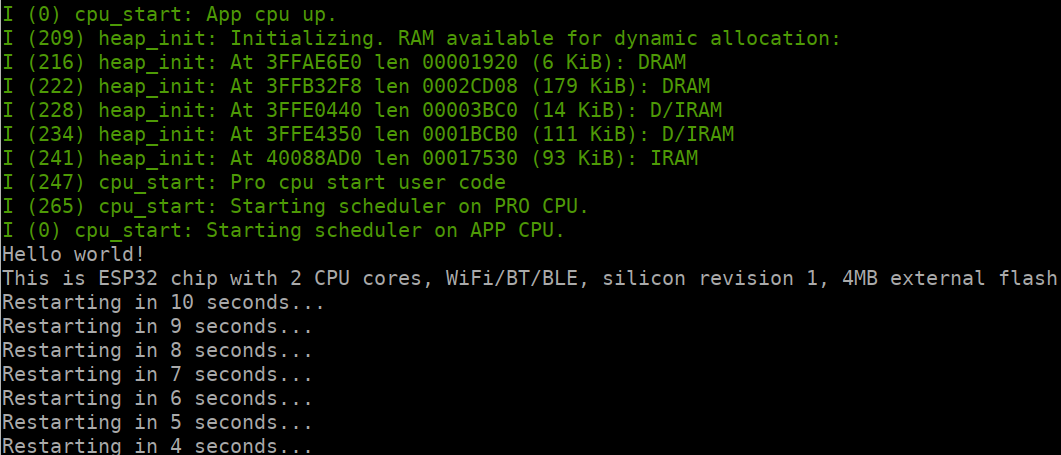 I (0) cpu_start: App cpu up.
I (209) heap_init: Initializing. RAM available for dynamic allocation:
I (216) heap_init: At 3FFAE6E0 len 00001920 (6 KiB): DRAM
I (222) heap_init: At 3FFB32F8 len 0002CD08 (179 KiB): DRAM
I (228) heap_init: At 3FFE0440 len 00003BC0 (14 KiB): D/IRAM
I (234) heap_init: At 3FFE4350 len 0001BCB0 (111 KiB): D/IRAM
I (241) heap_init: At 40088AD0 len 00017530 (93 KiB): IRAM
I (247) cpu_start: Pro cpu start user code
I (265) cpu_start: Starting scheduler on PRO CPU.
I (0) cpu_start: Starting scheduler on APP CPU.
Hello world!
This is ESP32 chip with 2 CPU cores, WiFi/BT/BLE, silicon revision 1, 4MB external flash
Restarting in 10 seconds...
Restarting in 9 seconds...
Restarting in 8 seconds...
Restarting in 7 seconds...
Restarting in 6 seconds...
Restarting in 5 seconds...
Restarting in 4 seconds...